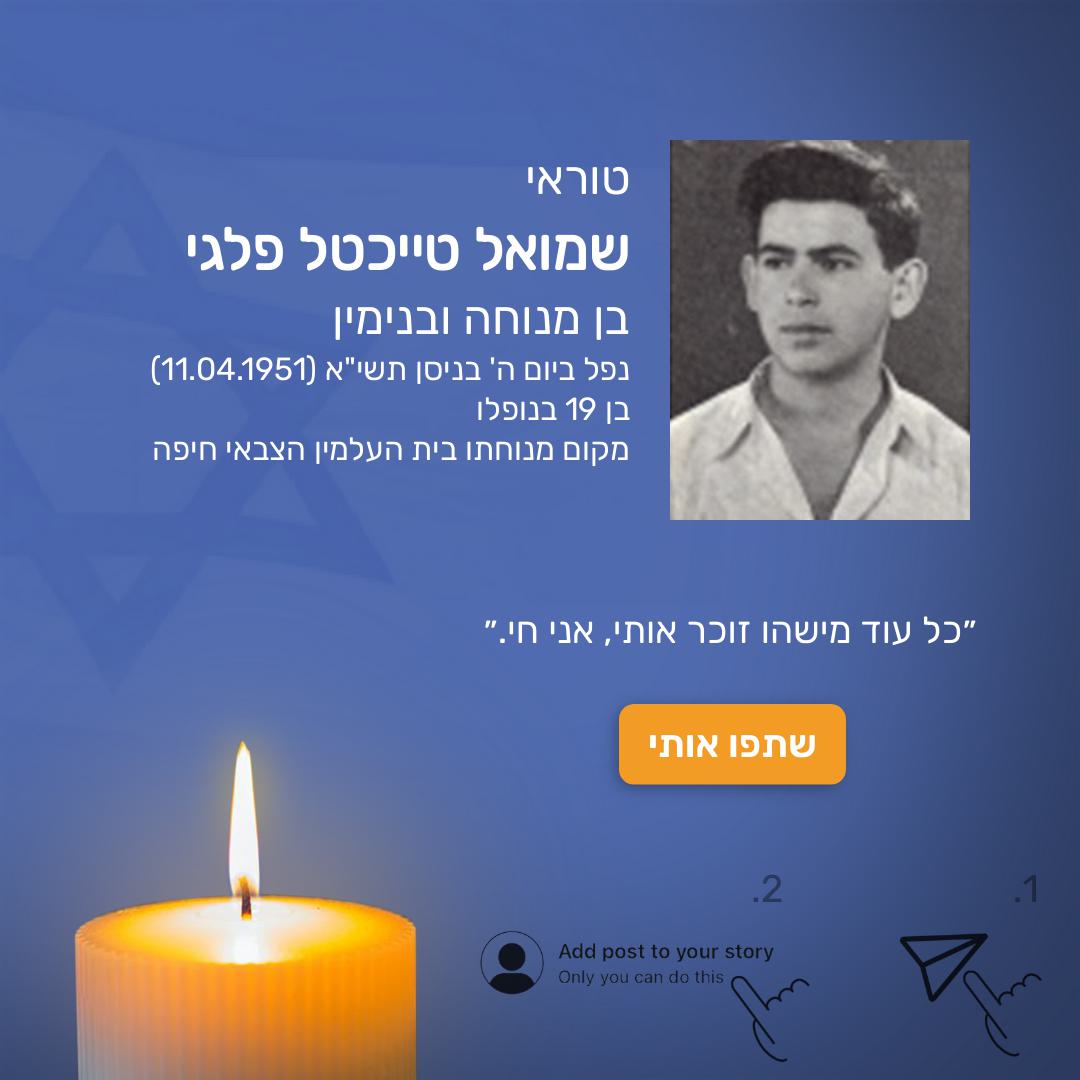 טוראי
שמואל טייכטל פלגי
בן מנוחה ובנימין
נפל ביום ה' בניסן תשי"א (11.04.1951)
בן 19 בנופלו
מקום מנוחתו בית העלמין הצבאי חיפה
״כל עוד מישהו זוכר אותי, אני חי.״
שתפו אותי
1.
2.
Add post to your story
Only you can do this